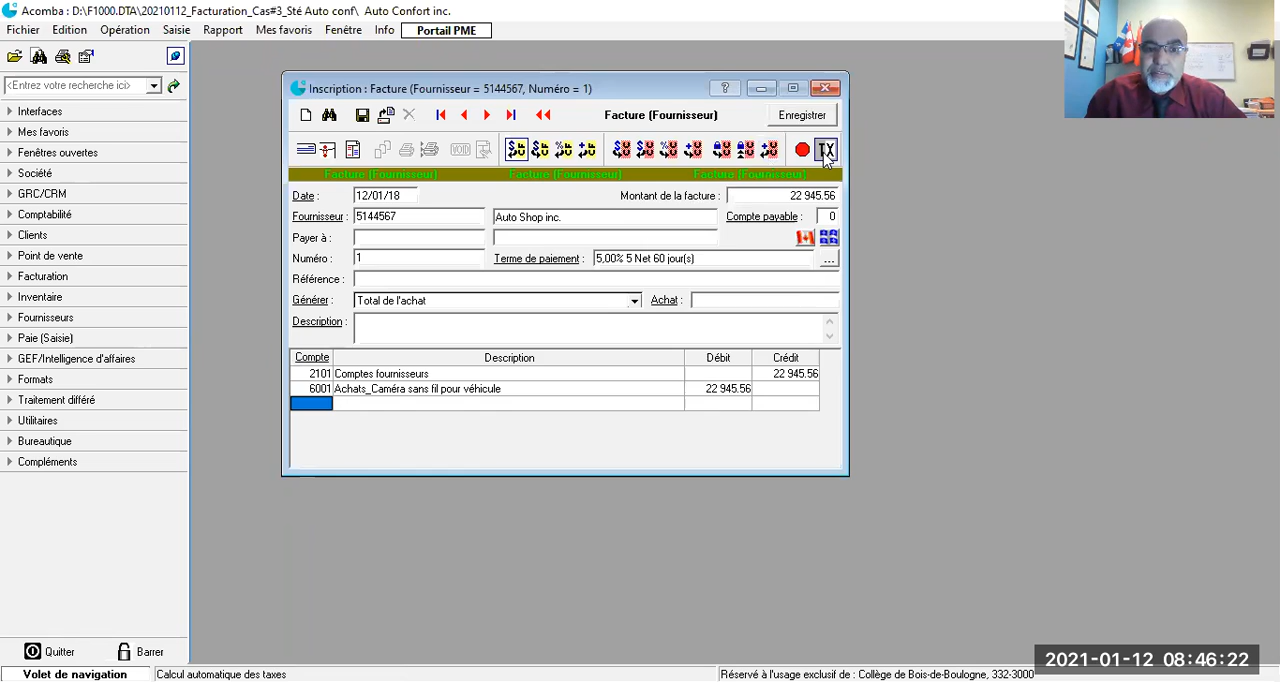 Acomba : D:\F1000.DTA\20210112_Facturation_Cas#3_Sté Auto conf\ Auto Confort inc.
Fichier Edition Opération Saisie Rapport Mes favoris Fenêtre Info Portail PME
<Entrez votre recherche ici>
Interfaces
Mes favoris
Fenêtres ouvertes
Société
GRC/CRM
Comptabilité
Clients
Point de vente
Facturation
Inventaire
Fournisseurs
Paie (Saisie)
GEF/Intelligence d'affaires
Formats
Traitement différé
Utilitaires
Bureautique
Compléments
Quitter Barrer
Inscription : Facture (Fournisseur = 5144567, Numéro = 1)
Facture (Fournisseur) Enregistrer
VOID TX
Facture (Fournisseur) Facture (Fournisseur) Facture (Fournisseur)
Date : 12/01/18 Montant de la facture : 22 945.56
Fournisseur : 5144567 Auto Shop inc. Compte payable : 0
Payer à :
Numéro : 1 Terme de paiement : 5,00% 5 Net 60 jour(s) ...
Référence :
Générer : Total de l'achat Achat :
Description :
Compte Description Débit Crédit
2101 Comptes fournisseurs 22 945.56
6001 Achats_Caméra sans fil pour véhicule 22 945.56
2021-01-12 08:46:22
Volet de navigation Calcul automatique des taxes Réservé à l'usage exclusif de : Collège de Bois-de-Boulogne, 332-3000